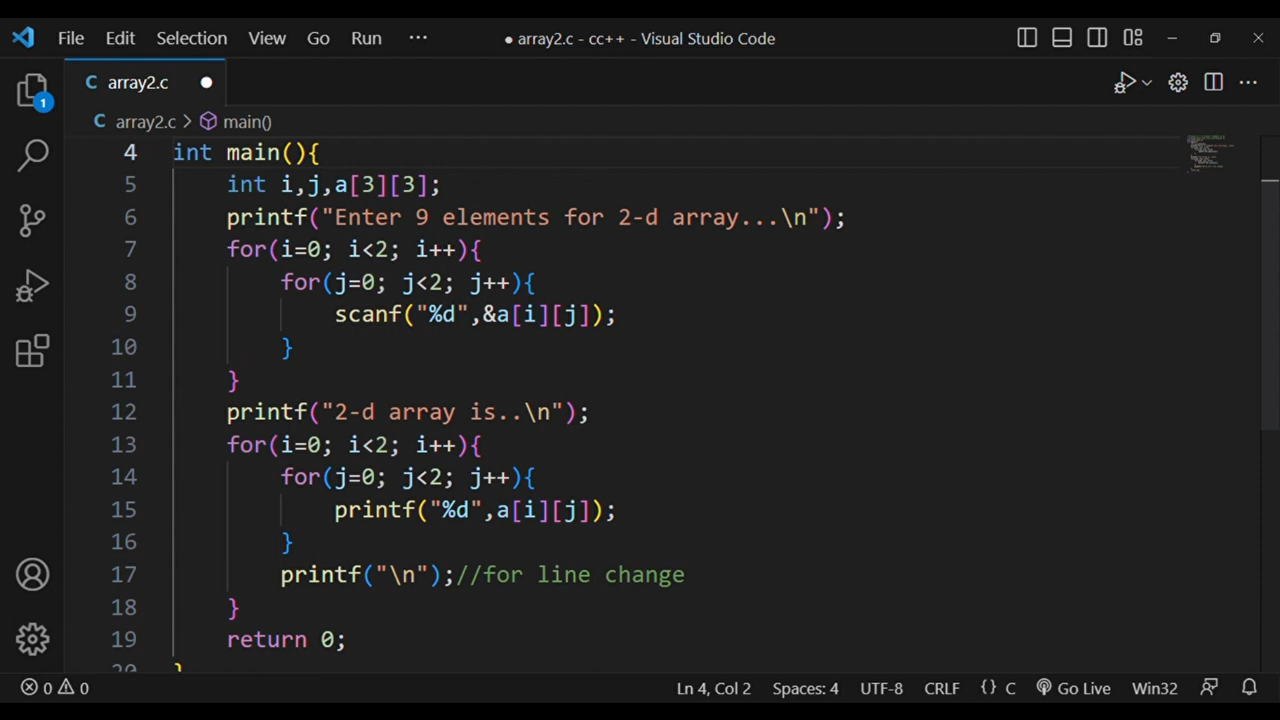 File Edit Selection View Go Run ··· ● array2.c - cc++ - Visual Studio Code
C array2.c ●
1
C array2.c > main()
4 int main(){
5 int i,j,a[3][3];
6 printf("Enter 9 elements for 2-d array...\n");
7 for(i=0; i<2; i++){
8 for(j=0; j<2; j++){
9 scanf("%d",&a[i][j]);
10 }
11 }
12 printf("2-d array is..\n");
13 for(i=0; i<2; i++){
14 for(j=0; j<2; j++){
15 printf("%d",a[i][j]);
16 }
17 printf("\n");//for line change
18 }
19 return 0;
20 }
0 0 Ln 4, Col 2 Spaces: 4 UTF-8 CRLF {} C Go Live Win32